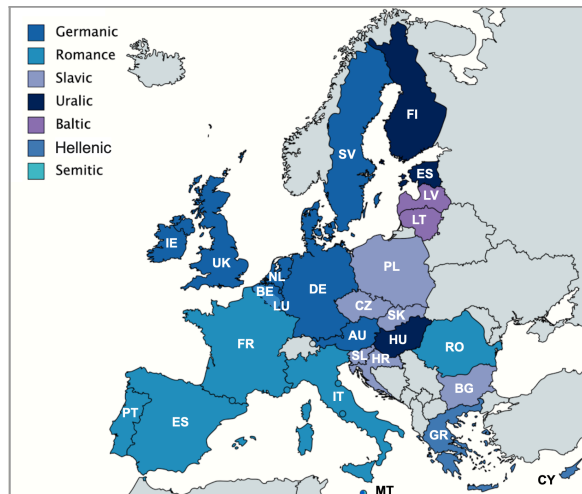 Germanic
Romance
Slavic
Uralic
Baltic
Hellenic
Semitic
FI
SV
ES
LV
LT
IE
UK
NL
BE
DE
PL
LU
CZ
SK
FR
AU
HU
RO
SL
HR
IT
BG
PT
ES
GR
CY
MT